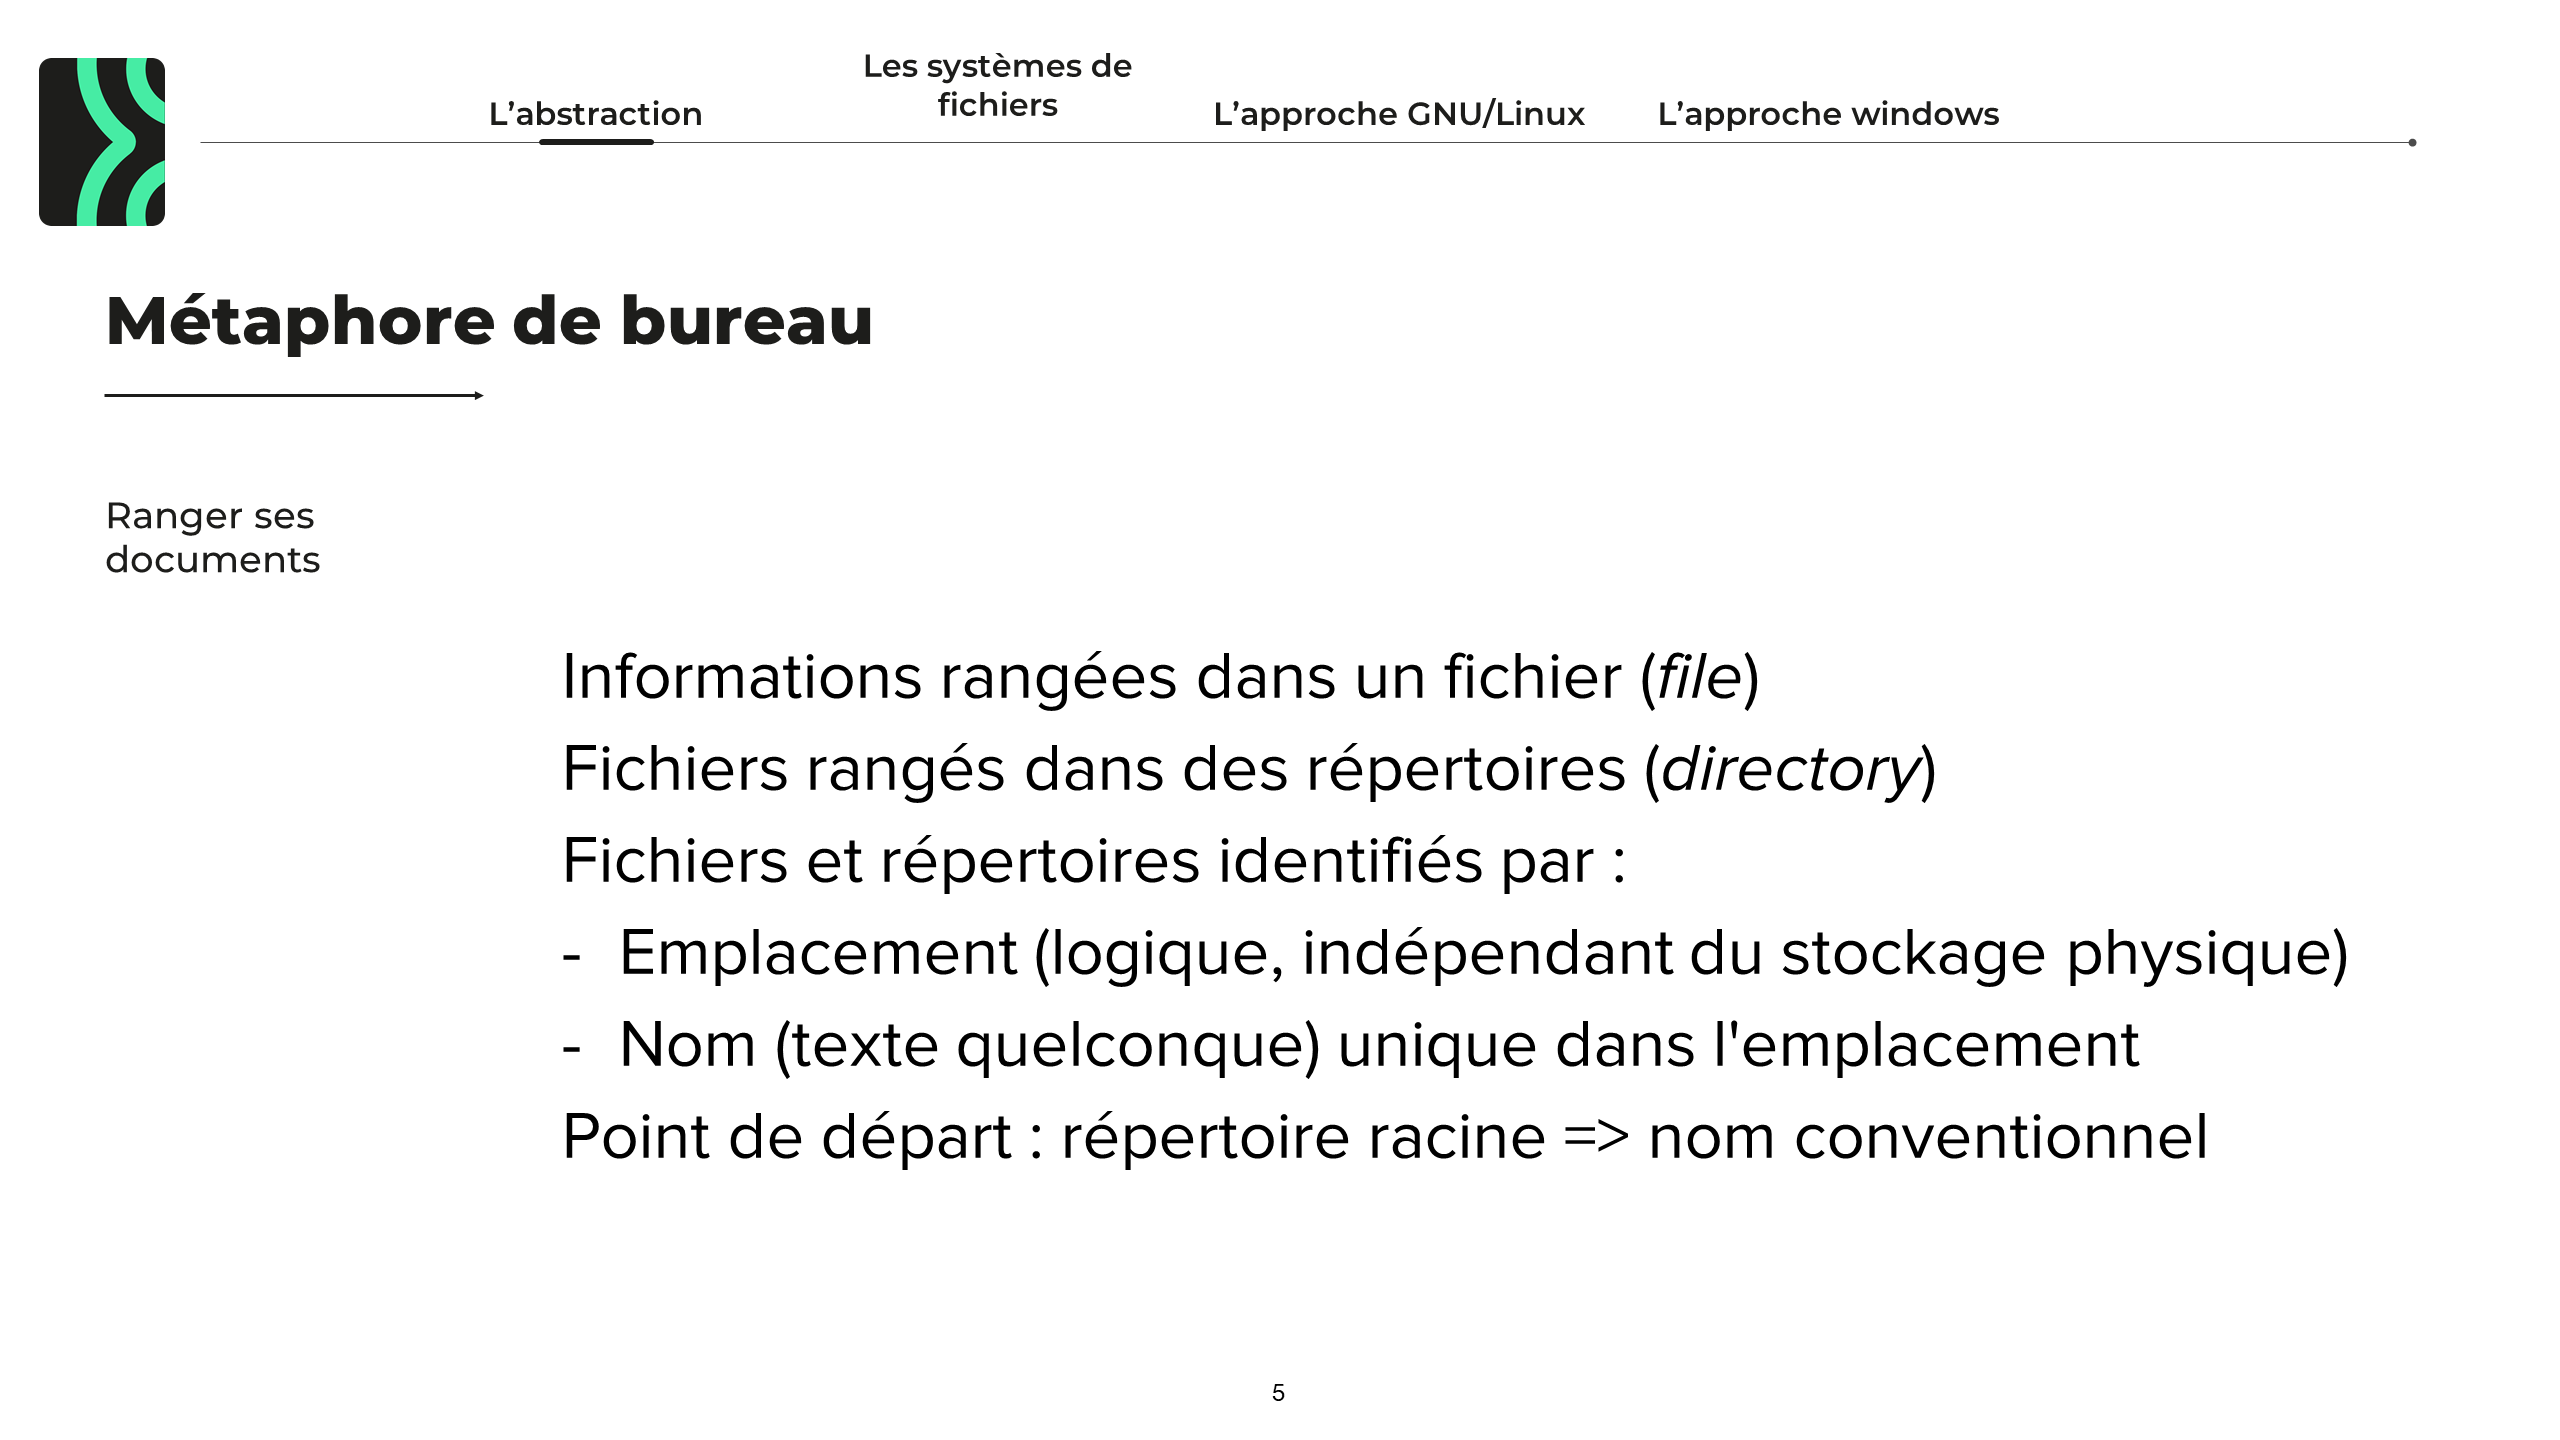 L’abstraction
Les systèmes de
fichiers
L’approche GNU/Linux
L’approche windows
Métaphore de bureau
Ranger ses
documents
Informations rangées dans un fichier (file)
Fichiers rangés dans des répertoires (directory)
Fichiers et répertoires identifiés par :
- Emplacement (logique, indépendant du stockage physique)
- Nom (texte quelconque) unique dans l'emplacement
Point de départ : répertoire racine => nom conventionnel
5